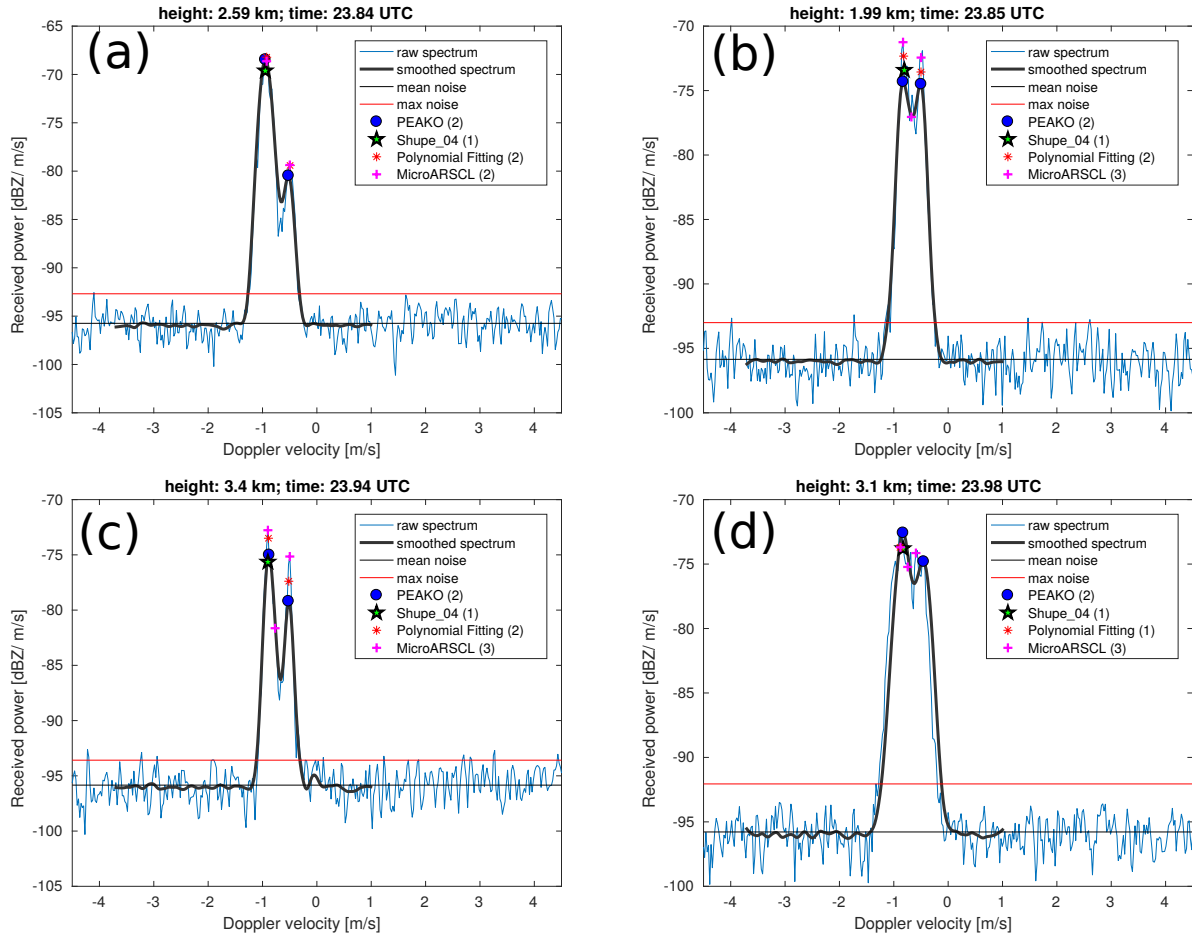 height: 2.59 km; time: 23.84 UTC
(a)
raw spectrum
smoothed spectrum
mean noise
max noise
PEAKO (2)
Shupe_04 (1)
Polynomial Fitting (2)
MicroARSCL (2)
Received power [dBZ/ m/s]
-65
-70
-75
-80
-85
-90
-95
-100
-105
-4 -3 -2 -1 0 1 2 3 4
Doppler velocity [m/s]
height: 1.99 km; time: 23.85 UTC
(b)
raw spectrum
smoothed spectrum
mean noise
max noise
PEAKO (2)
Shupe_04 (1)
Polynomial Fitting (2)
MicroARSCL (3)
Received power [dBZ/ m/s]
-70
-75
-80
-85
-90
-95
-100
-4 -3 -2 -1 0 1 2 3 4
Doppler velocity [m/s]
height: 3.4 km; time: 23.94 UTC
(c)
raw spectrum
smoothed spectrum
mean noise
max noise
PEAKO (2)
Shupe_04 (1)
Polynomial Fitting (2)
MicroARSCL (3)
Received power [dBZ/ m/s]
-70
-75
-80
-85
-90
-95
-100
-105
-4 -3 -2 -1 0 1 2 3 4
Doppler velocity [m/s]
height: 3.1 km; time: 23.98 UTC
(d)
raw spectrum
smoothed spectrum
mean noise
max noise
PEAKO (2)
Shupe_04 (1)
Polynomial Fitting (1)
MicroARSCL (3)
Received power [dBZ/ m/s]
-70
-75
-80
-85
-90
-95
-100
-4 -3 -2 -1 0 1 2 3 4
Doppler velocity [m/s]